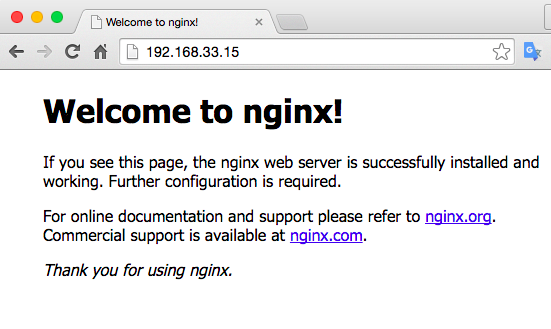 Welcome to nginx!
192.168.33.15
Welcome to nginx!
If you see this page, the nginx web server is successfully installed and
working. Further configuration is required.
For online documentation and support please refer to nginx.org.
Commercial support is available at nginx.com.
Thank you for using nginx.